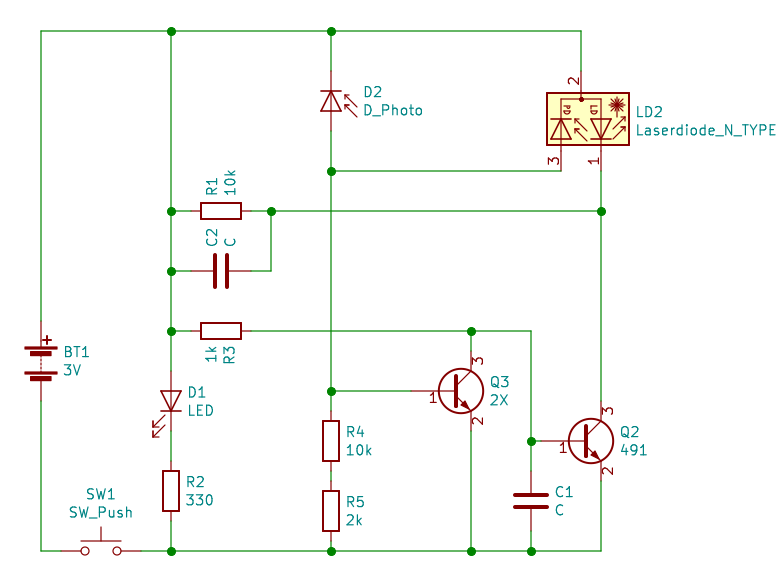 D2
D_Photo
2
PD
LD
LD2
Laserdiode_N_TYPE
3
1
R1
10k
C2
C
BT1
3V
1k
R3
D1
LED
3
1
2
Q3
2X
R4
10k
3
1
2
Q2
491
R2
330
R5
2k
C1
C
SW1
SW_Push